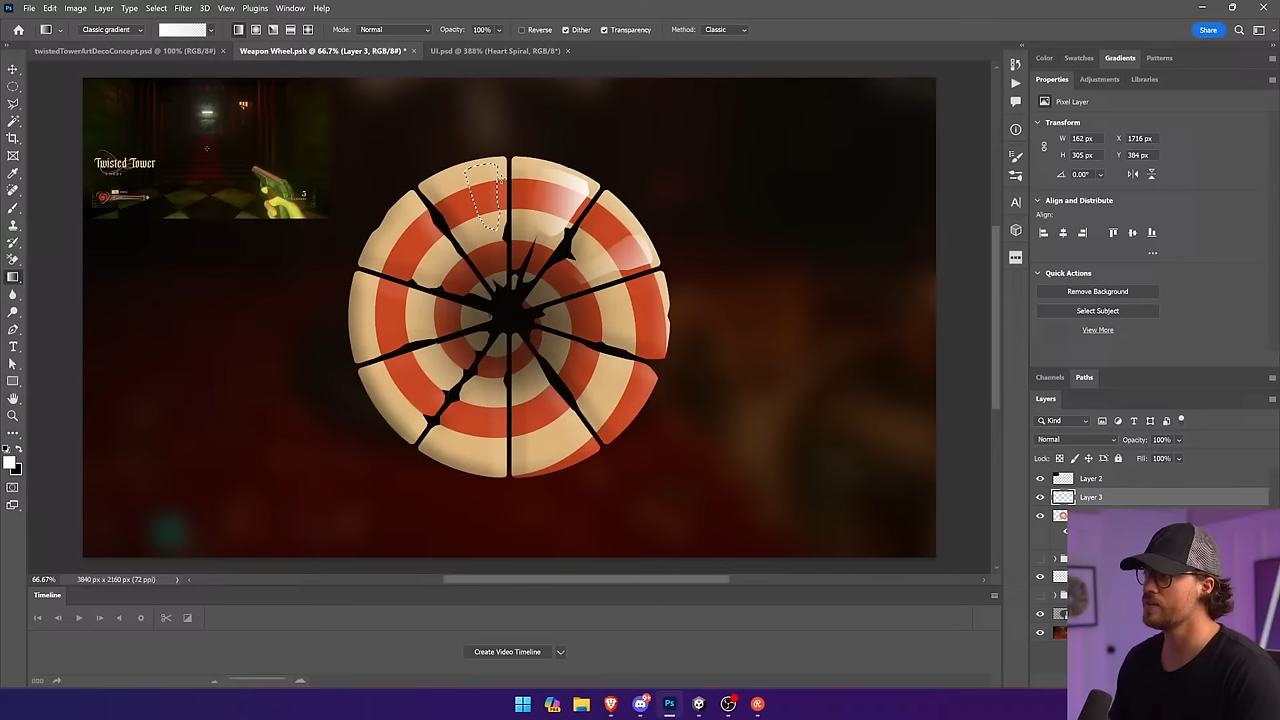 Ps File Edit Image Layer Type Select Filter 3D View Plugins Window Help
Classic gradient Mode: Normal Opacity: 100% Reverse Dither Transparency Method: Classic Share
twistedTowerArtDecoConcept.psd @ 100% (RGB/8#) × Weapon Wheel.psb @ 66.7% (Layer 3, RGB/8#) * × UI.psd @ 388% (Heart Spiral, RGB/8*) ×
Twisted Tower
5
66.67% 3840 px x 2160 px (72 ppi)
Timeline
Create Video Timeline
Color Swatches Gradients Patterns
Properties Adjustments Libraries
Pixel Layer
Transform
W 162 px X 1716 px
H 305 px Y 384 px
0.00°
Align and Distribute
Align:
Quick Actions
Remove Background
Select Subject
View More
Channels Paths
Layers
Kind
Normal Opacity: 100%
Lock: Fill: 100%
Layer 2
Layer 3
Ps